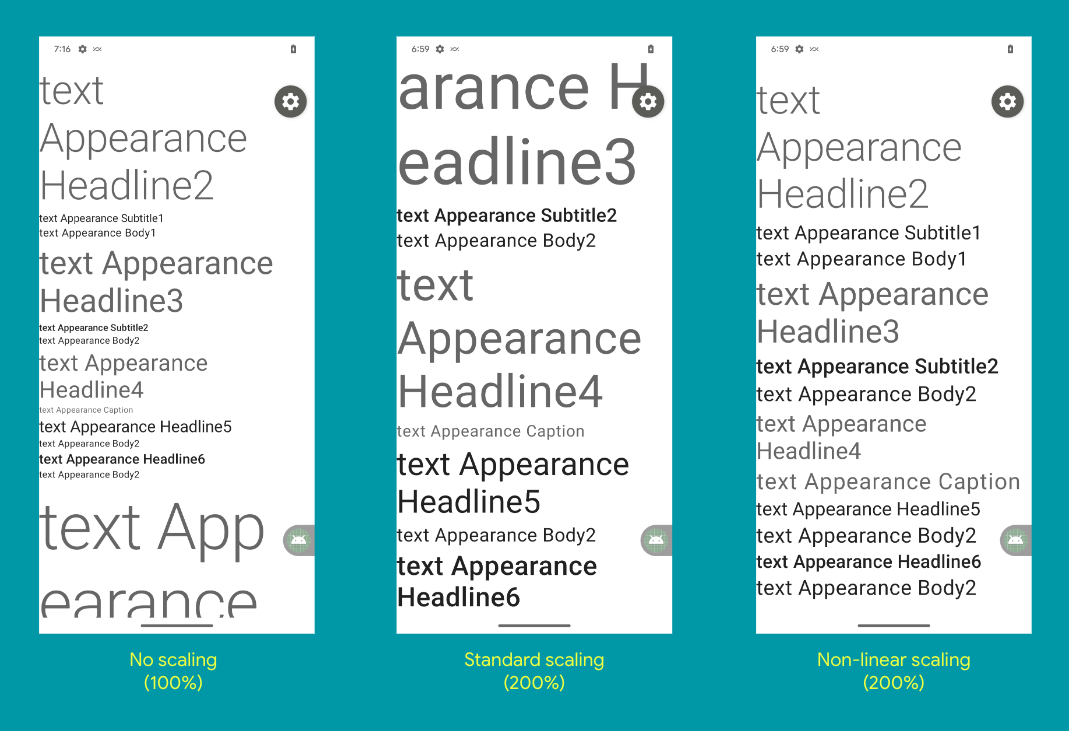 7:16
text
Appearance
Headline2
text Appearance Subtitle1
text Appearance Body1
text Appearance
Headline3
text Appearance Subtitle2
text Appearance Body2
text Appearance
Headline4
text Appearance Caption
text Appearance Headline5
text Appearance Body2
text Appearance Headline6
text Appearance Body2
text App
earance
No scaling
(100%)
6:59
arance H
eadline3
text Appearance Subtitle2
text Appearance Body2
text
Appearance
Headline4
text Appearance Caption
text Appearance
Headline5
text Appearance Body2
text Appearance
Headline6
Standard scaling
(200%)
6:59
text
Appearance
Headline2
text Appearance Subtitle1
text Appearance Body1
text Appearance
Headline3
text Appearance Subtitle2
text Appearance Body2
text Appearance
Headline4
text Appearance Caption
text Appearance Headline5
text Appearance Body2
text Appearance Headline6
text Appearance Body2
Non-linear scaling
(200%)